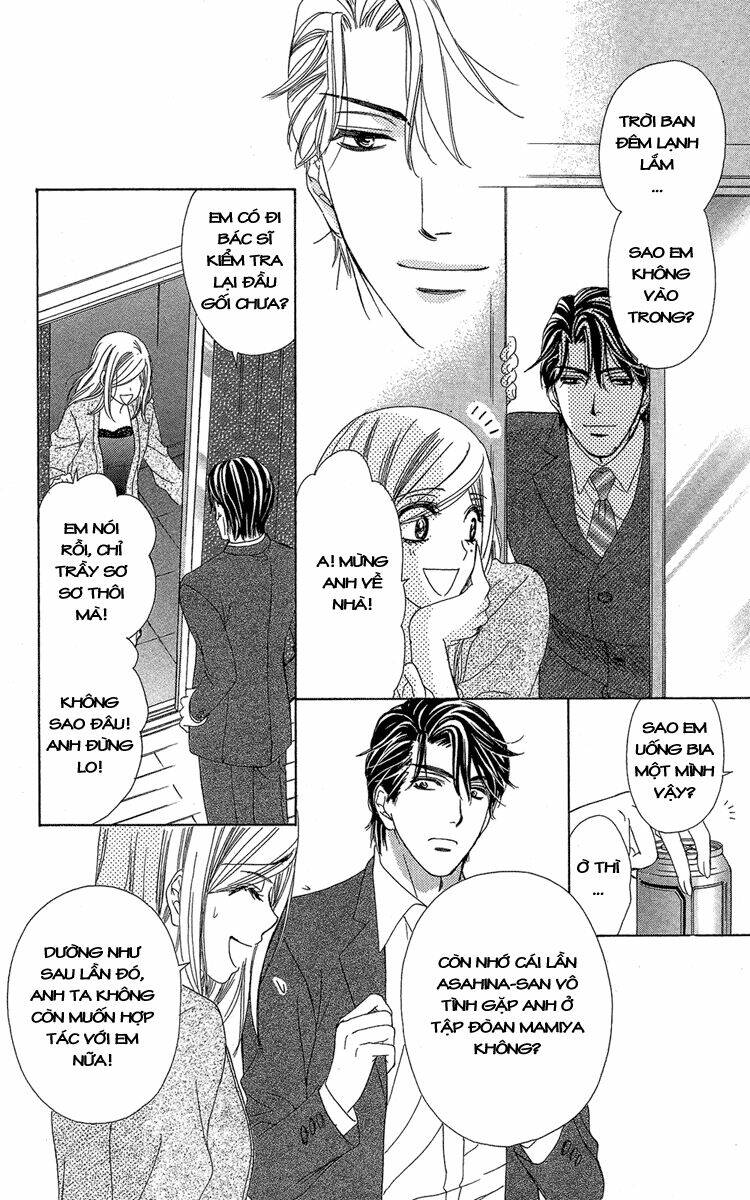 TRỜI BAN
ĐÊM LẠNH
LẮM
...
SAO EM
KHÔNG
VÀO
TRONG?
A! MỪNG
ANH VỀ
NHÀ!
EM CÓ ĐI
BÁC SĨ
KIỂM TRA
LẠI ĐẦU
GỐI CHƯA?
EM NÓI
RỒI, CHỈ
TRẦY SƠ
SƠ THÔI
MÀ!
KHÔNG
SAO ĐÂU!
ANH ĐỪNG
LO!
SAO EM
UỐNG BIA
MỘT MÌNH
VẬY?
Ở THÌ
...
CÒN NHỚ CÁI LẦN
ASAHINA-SAN VÔ
TÌNH GẶP ANH Ở
TẬP ĐÒAN MAMIYA
KHÔNG?
DƯỜNG NHƯ
SAU LẦN ĐÓ,
ANH TA KHÔNG
CÒN MUỐN HỢP
TÁC VỚI EM
NỮA!